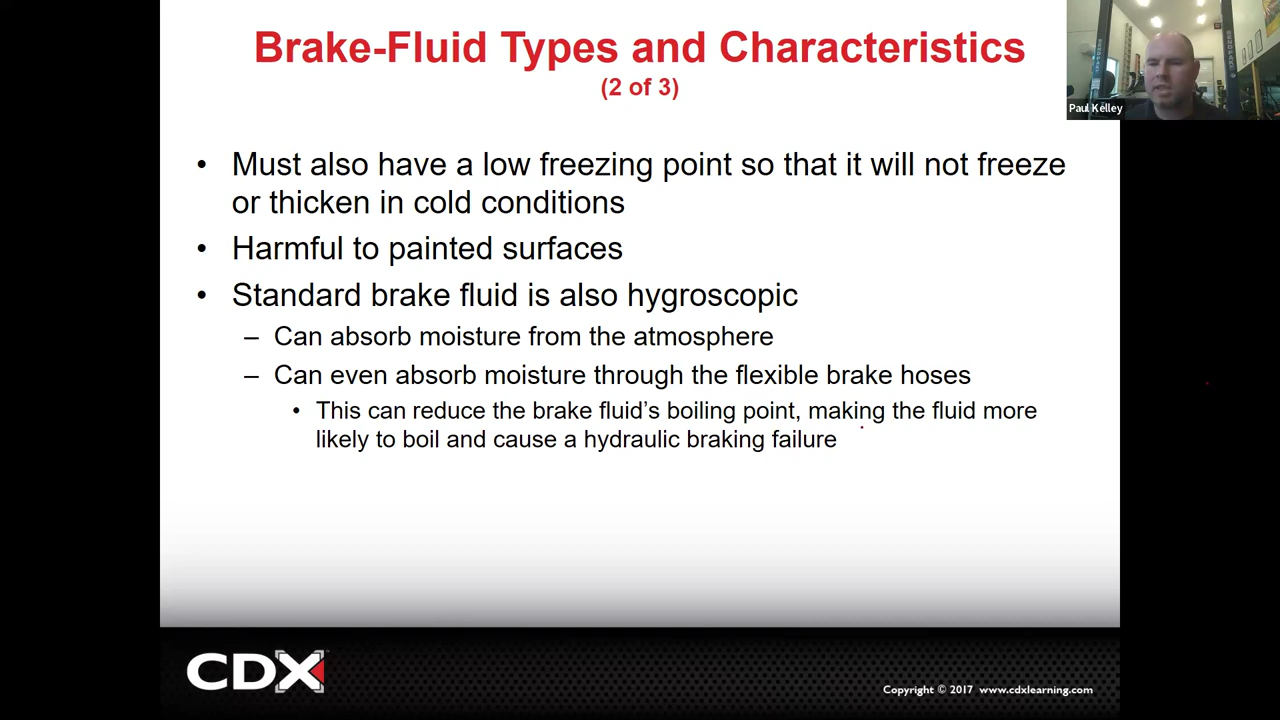 Brake-Fluid Types and Characteristics
(2 of 3)
Paul Kelley
• Must also have a low freezing point so that it will not freeze
or thicken in cold conditions
• Harmful to painted surfaces
• Standard brake fluid is also hygroscopic
– Can absorb moisture from the atmosphere
– Can even absorb moisture through the flexible brake hoses
• This can reduce the brake fluid’s boiling point, making the fluid more
likely to boil and cause a hydraulic braking failure
CDX
Copyright © 2017 www.cdxlearning.com